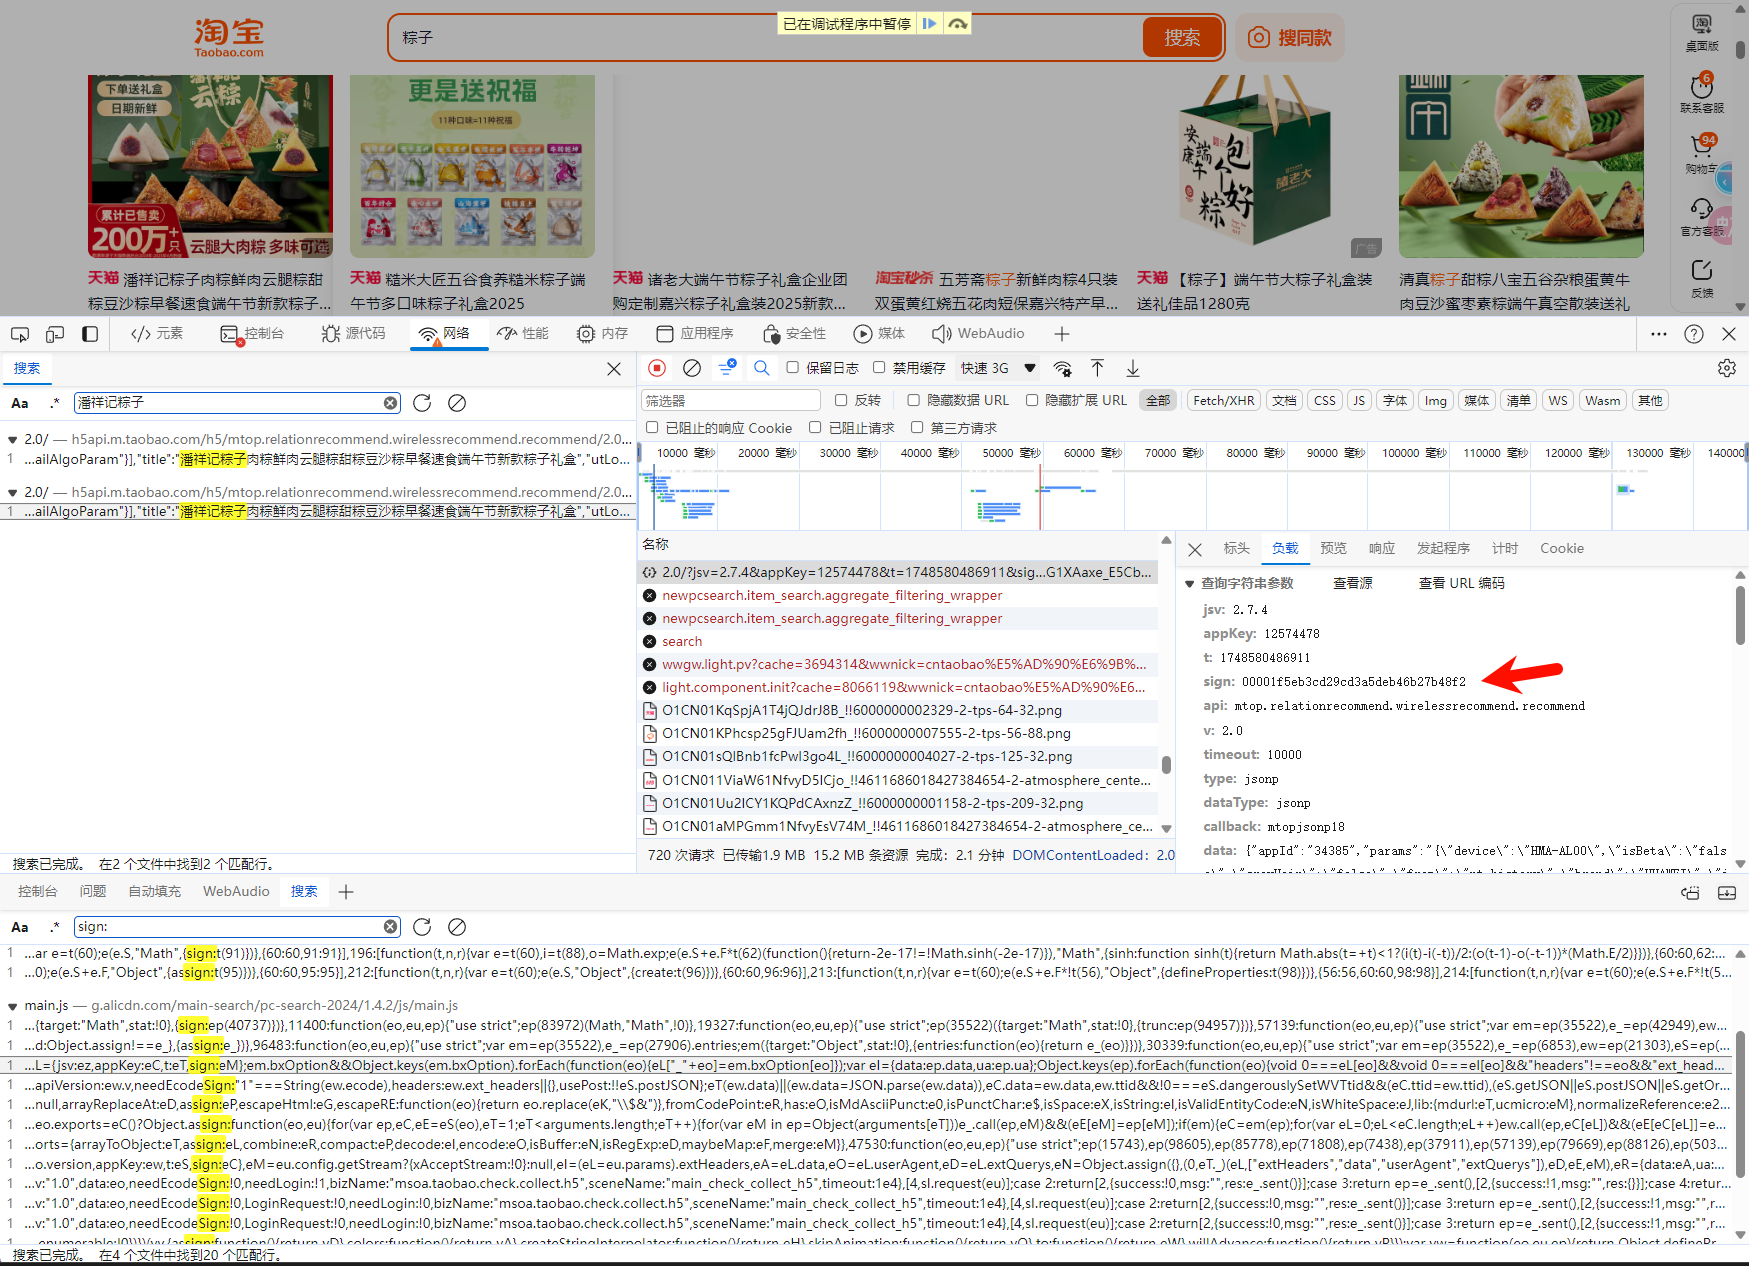 淘宝
Taobao.com
粽子
已在调试程序中暂停
搜索
搜同款
桌面版
6
联系客服
94
购物车
官方客服
反馈
下单送礼盒
日期新鲜
云粽
累计已售卖
200万+只
云腿大肉粽 多味可选
更是送祝福
11种口味=11种祝福
安康
端午
包个好粽
諸老大
广告
天猫 潘祥记粽子肉粽鲜肉云腿粽甜
粽豆沙粽早餐速食端午节新款粽子...
天猫 糙米大匠五谷食养糙米粽子端
午节多口味粽子礼盒2025
天猫 诸老大端午节粽子礼盒企业团
购定制嘉兴粽子礼盒装2025新款...
淘宝秒杀 五芳斋粽子新鲜肉粽4只装
双蛋黄红烧五花肉短保嘉兴特产早...
天猫 【粽子】端午节大粽子礼盒装
送礼佳品1280克
清真粽子甜粽八宝五谷杂粮蛋黄牛
肉豆沙蜜枣素粽端午真空散装送礼
元素 控制台 源代码 网络 性能 内存 应用程序 安全性 媒体 WebAudio
搜索
Aa .* 潘祥记粽子
2.0/ — h5api.m.taobao.com/h5/mtop.relationrecommend.wirelessrecommend.recommend/2.0...
1 ...ailAlgoParam"}],"title":"潘祥记粽子肉粽鲜肉云腿粽甜粽豆沙粽早餐速食端午节新款粽子礼盒","utLo...
2.0/ — h5api.m.taobao.com/h5/mtop.relationrecommend.wirelessrecommend.recommend/2.0...
1 ...ailAlgoParam"}],"title":"潘祥记粽子肉粽鲜肉云腿粽甜粽豆沙粽早餐速食端午节新款粽子礼盒","utLo...
搜索已完成。 在2 个文件中找到2 个匹配行。
保留日志 禁用缓存 快速 3G
筛选器 反转 隐藏数据 URL 隐藏扩展 URL 全部 Fetch/XHR 文档 CSS JS 字体 Img 媒体 清单 WS Wasm 其他
已阻止的响应 Cookie 已阻止请求 第三方请求
10000 毫秒 20000 毫秒 30000 毫秒 40000 毫秒 50000 毫秒 60000 毫秒 70000 毫秒 80000 毫秒 90000 毫秒 100000 毫秒 110000 毫秒 120000 毫秒 130000 毫秒 140000
名称
2.0/?jsv=2.7.4&appKey=12574478&t=1748580486911&sig...G1XAaxe_E5Cb...
newpcsearch.item_search.aggregate_filtering_wrapper
newpcsearch.item_search.aggregate_filtering_wrapper
search
wwgw.light.pv?cache=3694314&wwnick=cntaobao%E5%AD%90%E6%9B%...
light.component.init?cache=8066119&wwnick=cntaobao%E5%AD%90%E6...
O1CN01KqSpjA1T4jQJdrJ8B_!!6000000002329-2-tps-64-32.png
O1CN01KPhcsp25gFJUam2fh_!!6000000007555-2-tps-56-88.png
O1CN01sQIBnb1fcPwl3go4L_!!6000000004027-2-tps-125-32.png
O1CN011ViaW61NfvyD5ICjo_!!4611686018427384654-2-atmosphere_cente...
O1CN01Uu2ICY1KQPdCAxnzZ_!!6000000001158-2-tps-209-32.png
O1CN01aMPGmm1NfvyEsV74M_!!4611686018427384654-2-atmosphere_ce...
720 次请求 已传输1.9 MB 15.2 MB 条资源 完成：2.1 分钟 DOMContentLoaded：2.0
标头 负载 预览 响应 发起程序 计时 Cookie
查询字符串参数 查看源 查看 URL 编码
jsv: 2.7.4
appKey: 12574478
t: 1748580486911
sign: 00001f5eb3cd29cd3a5deb46b27b48f2
api: mtop.relationrecommend.wirelessrecommend.recommend
v: 2.0
timeout: 10000
type: jsonp
dataType: jsonp
callback: mtopjsonp18
data: {"appId":"34385","params":"{\"device\":\"HMA-AL00\",\"isBeta\":\"fals
控制台 问题 自动填充 WebAudio 搜索
Aa .* sign:
1 ...ar e=t(60);e(e.S,"Math",{sign:t(91)})},{60:60,91:91}],196:[function(t,n,r){var e=t(60),i=t(88),o=Math.exp;e(e.S+e.F*t(62)(function(){return-2e-17!=!Math.sinh(-2e-17)}),"Math",{sinh:function sinh(t){return Math.abs(t=+t)<1?(i(t)-i(-t))/2:(o(t-1)-o(-t-1))*(Math.E/2)}})},{60:60,62:...
1 ...0);e(e.S+e.F,"Object",{assign:t(95)})},{60:60,95:95}],212:[function(t,n,r){var e=t(60);e(e.S,"Object",{create:t(96)})},{60:60,96:96}],213:[function(t,n,r){var e=t(60);e(e.S+e.F*!t(56),"Object",{defineProperties:t(98)})},{56:56,60:60,98:98}],214:[function(t,n,r){var e=t(60);e(e.S+e.F*!t(5...
main.js — g.alicdn.com/main-search/pc-search-2024/1.4.2/js/main.js
1 ...{target:"Math",stat:!0},{sign:ep(40737)})},11400:function(eo,eu,ep){"use strict";ep(83972)(Math,"Math",!0)},19327:function(eo,eu,ep){"use strict";ep(35522)({target:"Math",stat:!0},{trunc:ep(94957)})},57139:function(eo,eu,ep){"use strict";var em=ep(35522),e_=ep(42949),ew...
1 ...d:Object.assign!==e_},{assign:e_})},96483:function(eo,eu,ep){"use strict";var em=ep(35522),e_=ep(27906).entries;em({target:"Object",stat:!0},{entries:function(eo){return e_(eo)}})},30339:function(eo,eu,ep){"use strict";var em=ep(35522),e_=ep(6853),ew=ep(21303),eS=ep(...
1 ...L={jsv:ez,appKey:eC,t:eT,sign:eM};em.bxOption&&Object.keys(em.bxOption).forEach(function(eo){eL["_"+eo]=em.bxOption[eo]});var eI={data:ep.data,ua:ep.ua};Object.keys(ep).forEach(function(eo){void 0===eL[eo]&&void 0===eI[eo]&&"headers"!==eo&&"ext_head...
1 ...apiVersion:ew.v,needEcodeSign:"1"===String(ew.ecode),headers:ew.ext_headers||{},usePost:!!eS.postJSON};eT(ew.data)||(ew.data=JSON.parse(ew.data)),eC.data=ew.data,ew.ttid&&!0===eS.dangerouslySetWVTtid&&(eC.ttid=ew.ttid),(eS.getJSON||eS.postJSON||eS.getOr...
1 ...null,arrayReplaceAt:eD,assign:eP,escapeHtml:eG,escapeRE:function(eo){return eo.replace(eK,"\\$&")},fromCodePoint:eR,has:eO,isMdAsciiPunct:e0,isPunctChar:e$,isSpace:eX,isString:eI,isValidEntityCode:eN,isWhiteSpace:eJ,lib:{mdurl:eT,ucmicro:eM},normalizeReference:e2...
1 ...eo.exports=eC()?Object.assign:function(eo,eu){for(var ep,eC,eE=eS(eo),eT=1;eT<arguments.length;eT++){for(var eM in ep=Object(arguments[eT]))e_.call(ep,eM)&&(eE[eM]=ep[eM]);if(em){eC=em(ep);for(var eL=0;eL<eC.length;eL++)ew.call(ep,eC[eL])&&(eE[eC[eL]]=e...
1 ...orts={arrayToObject:eT,assign:eL,combine:eR,compact:eP,decode:eI,encode:eO,isBuffer:eN,isRegExp:eD,maybeMap:eF,merge:eM}},47530:function(eo,eu,ep){"use strict";ep(15743),ep(98605),ep(85778),ep(71808),ep(7438),ep(37911),ep(57139),ep(79669),ep(88126),ep(503...
1 ...o.version,appKey:ew,t:eS,sign:eC},eM=eu.config.getStream?{xAcceptStream:!0}:null,eI=(eL=eu.params).extHeaders,eA=eL.data,eO=eL.userAgent,eD=eL.extQuerys,eN=Object.assign({},(0,eT._)(eL,["extHeaders","data","userAgent","extQuerys"]),eD,eE,eM),eR={data:eA,ua:...
1 ...v:"1.0",data:eo,needEcodeSign:!0,needLogin:!1,bizName:"msoa.taobao.check.collect.h5",sceneName:"main_check_collect_h5",timeout:1e4},[4,sl.request(eu)];case 2:return[2,{success:!0,msg:"",res:e_.sent()}];case 3:return ep=e_.sent(),[2,{success:!1,msg:"",res:{}}];case 4:retur...
1 ...v:"1.0",data:eo,needEcodeSign:!0,LoginRequest:!0,needLogin:!0,bizName:"msoa.taobao.check.collect.h5",sceneName:"main_check_collect_h5",timeout:1e4},[4,sl.request(eu)];case 2:return[2,{success:!0,msg:"",res:e_.sent()}];case 3:return ep=e_.sent(),[2,{success:!1,msg:"",r...
1 ...v:"1.0",data:eo,needEcodeSign:!0,LoginRequest:!0,needLogin:!0,bizName:"msoa.taobao.check.collect.h5",sceneName:"main_check_collect_h5",timeout:1e4},[4,sl.request(eu)];case 2:return[2,{success:!0,msg:"",res:e_.sent()}];case 3:return ep=e_.sent(),[2,{success:!1,msg:"",r...
搜索已完成。 在4 个文件中找到20 个匹配行。